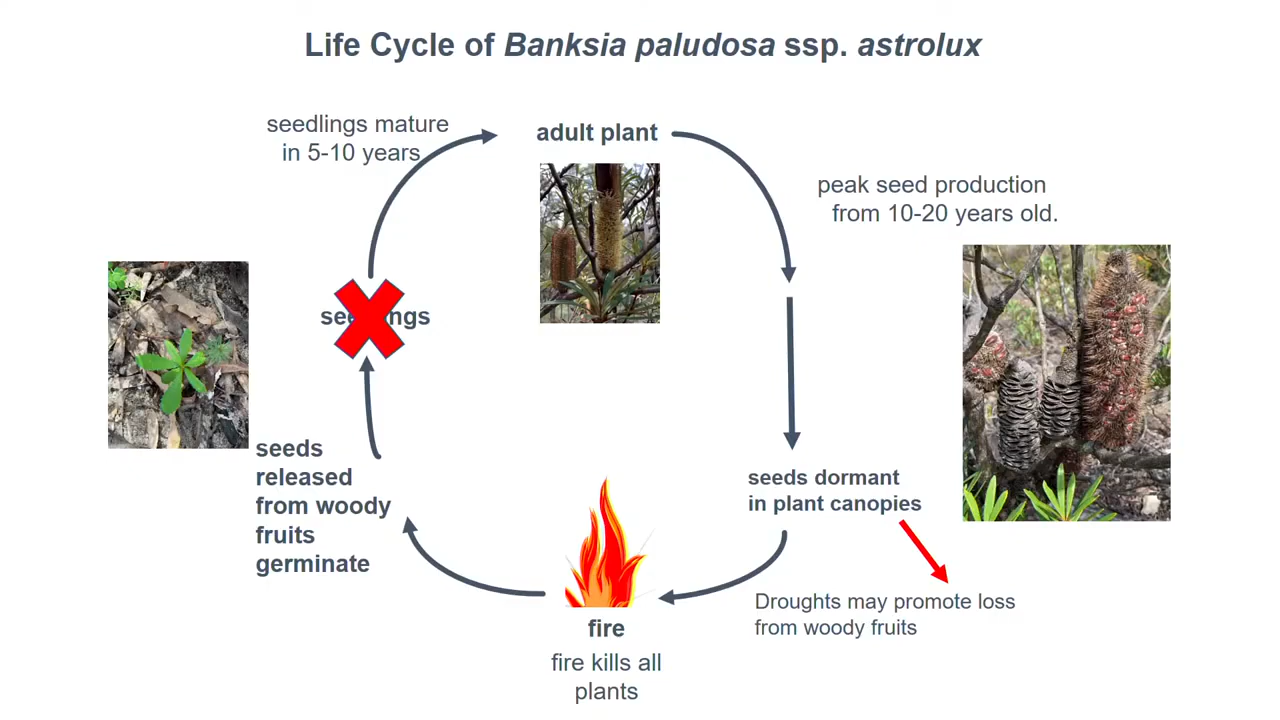 Life Cycle of Banksia paludosa ssp. astrolux
seedlings mature
in 5-10 years
adult plant
peak seed production
from 10-20 years old.
seeds dormant
in plant canopies
Droughts may promote loss
from woody fruits
fire
fire kills all
plants
seeds
released
from woody
fruits
germinate